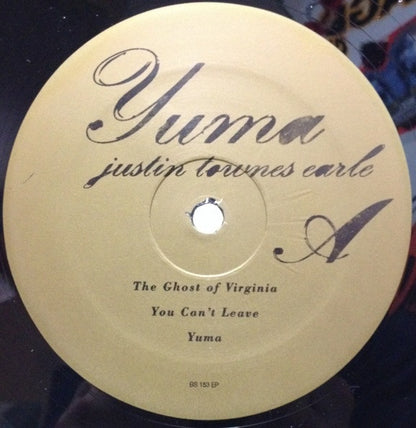 Yuma
justin townes earle
A
The Ghost of Virginia
You Can't Leave
Yuma
BS 153 EP